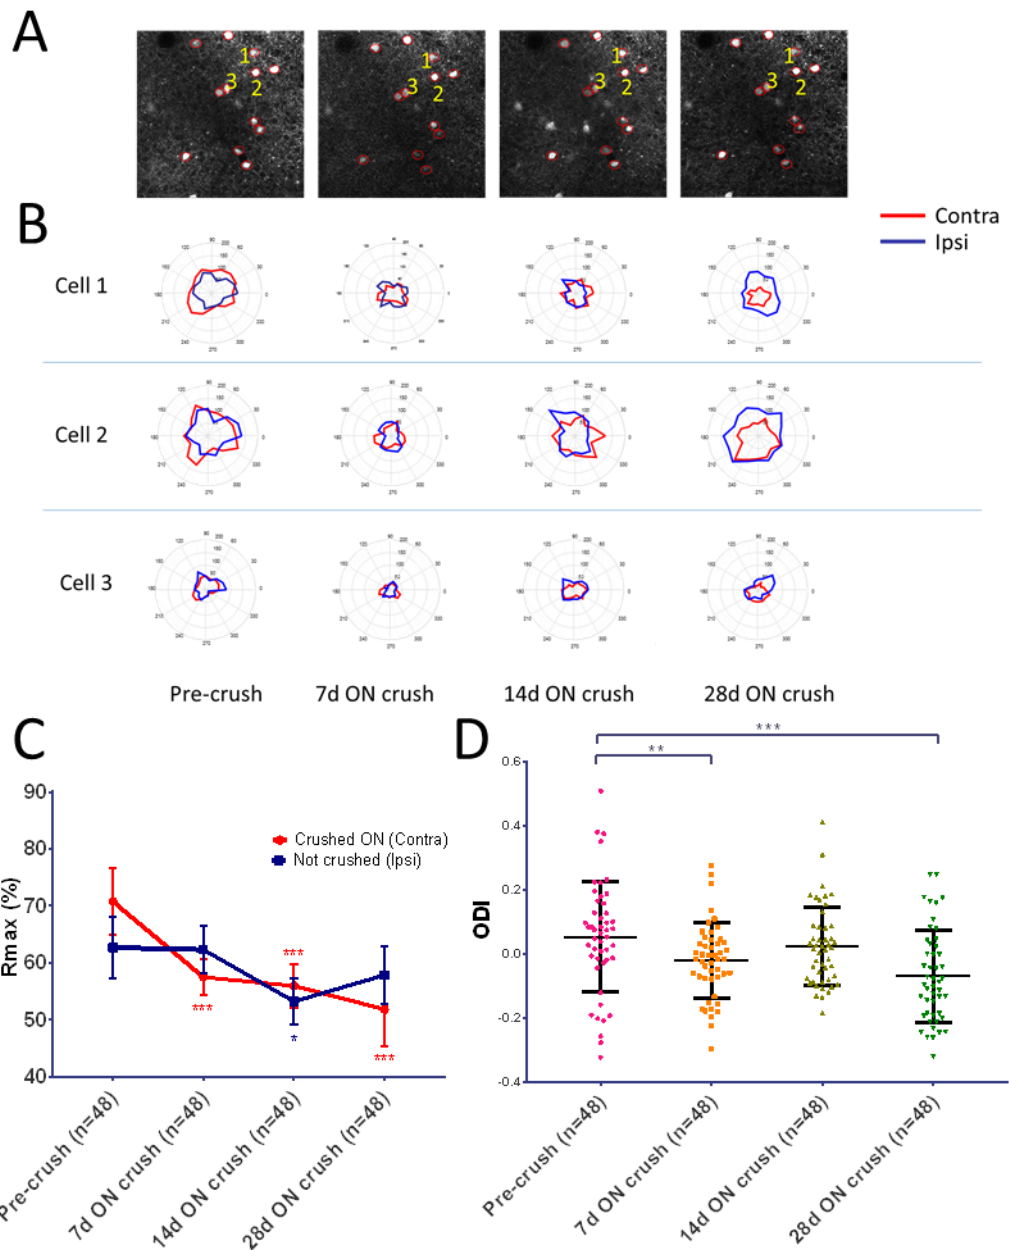 A
1
2
3
1
2
3
1
2
3
1
2
3
B
Contra
Ipsi
Cell 1
Cell 2
Cell 3
Pre-crush
7d ON crush
14d ON crush
28d ON crush
C
90
80
70
60
50
40
Rmax (%)
Crushed ON (Contra)
Not crushed (Ipsi)
***
***
*
***
Pre-crush (n=48)
7d ON crush (n=48)
14d ON crush (n=48)
28d ON crush (n=48)
D
***
**
0.6
0.4
0.2
0.0
-0.2
-0.4
ODI
Pre-crush (n=48)
7d ON crush (n=48)
14d ON crush (n=48)
28d ON crush (n=48)